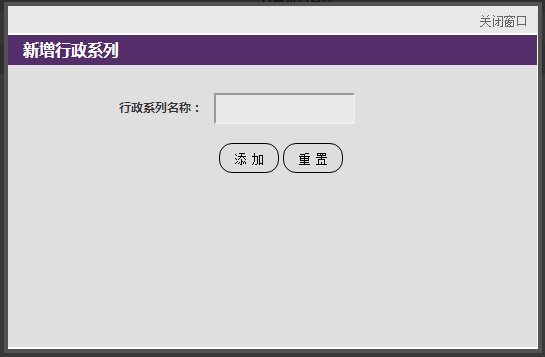 关闭窗口
新增行政系列
行政系列名称：
添 加 重 置